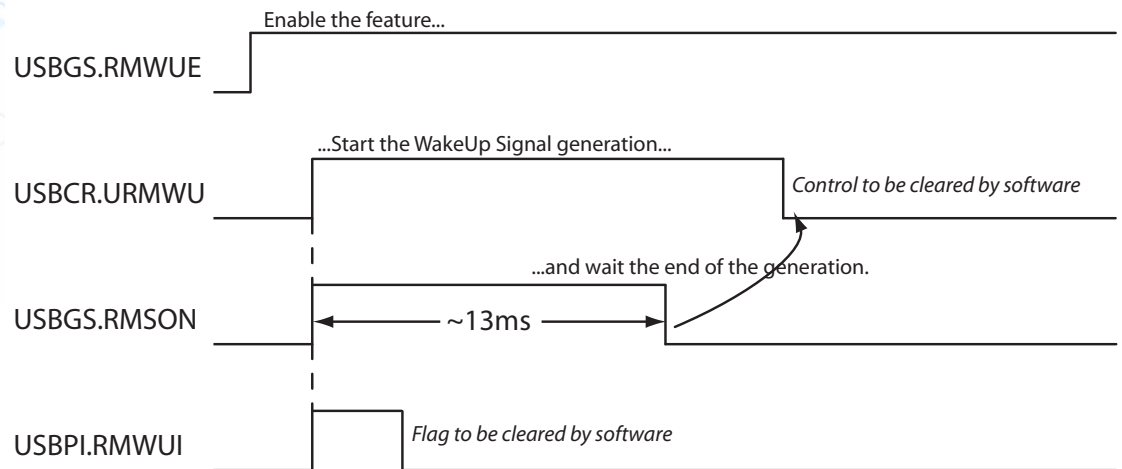 Enable the feature...
USBGS.RMWUE
...Start the WakeUp Signal generation...
USBCR.URMWU
Control to be cleared by software
...and wait the end of the generation.
USBGS.RMSON
~13ms
Flag to be cleared by software
USBPI.RMWUI